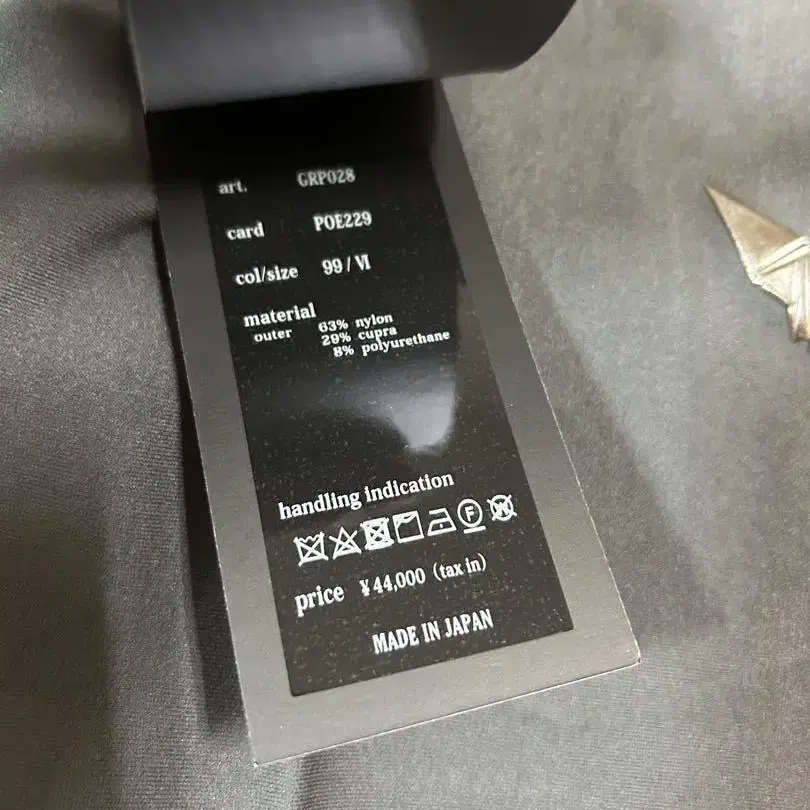 art. GRP028
card POE229
col/size 99/Ⅵ
material
outer 63% nylon
29% cupra
8% polyurethane
handling indication
F W
price ¥44,000 (tax in)
MADE IN JAPAN